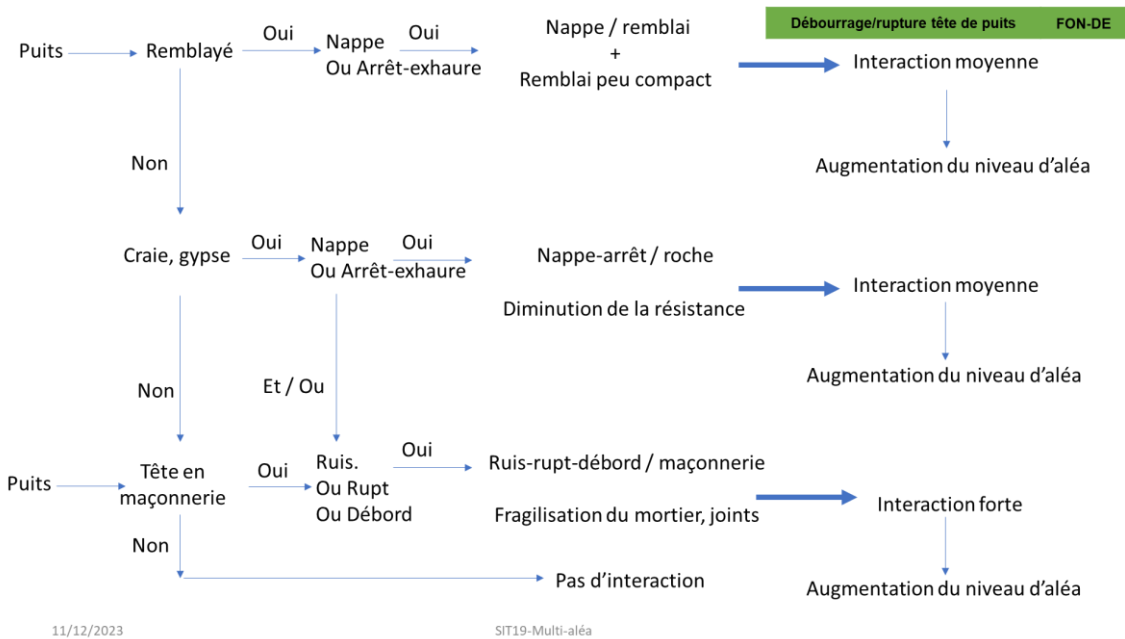 Débourrage/rupture tête de puits FON-DE
Puits
Remblayé
Oui
Nappe
Ou Arrêt-exhaure
Oui
Nappe / remblai
+
Remblai peu compact
Interaction moyenne
Augmentation du niveau d’aléa
Non
Craie, gypse
Oui
Nappe
Ou Arrêt-exhaure
Oui
Nappe-arrêt / roche
Diminution de la résistance
Interaction moyenne
Augmentation du niveau d’aléa
Non
Et / Ou
Puits
Tête en
maçonnerie
Oui
Ruis.
Ou Rupt
Ou Débord
Oui
Ruis-rupt-débord / maçonnerie
Fragilisation du mortier, joints
Interaction forte
Augmentation du niveau d’aléa
Non
Pas d’interaction
11/12/2023
SIT19-Multi-aléa